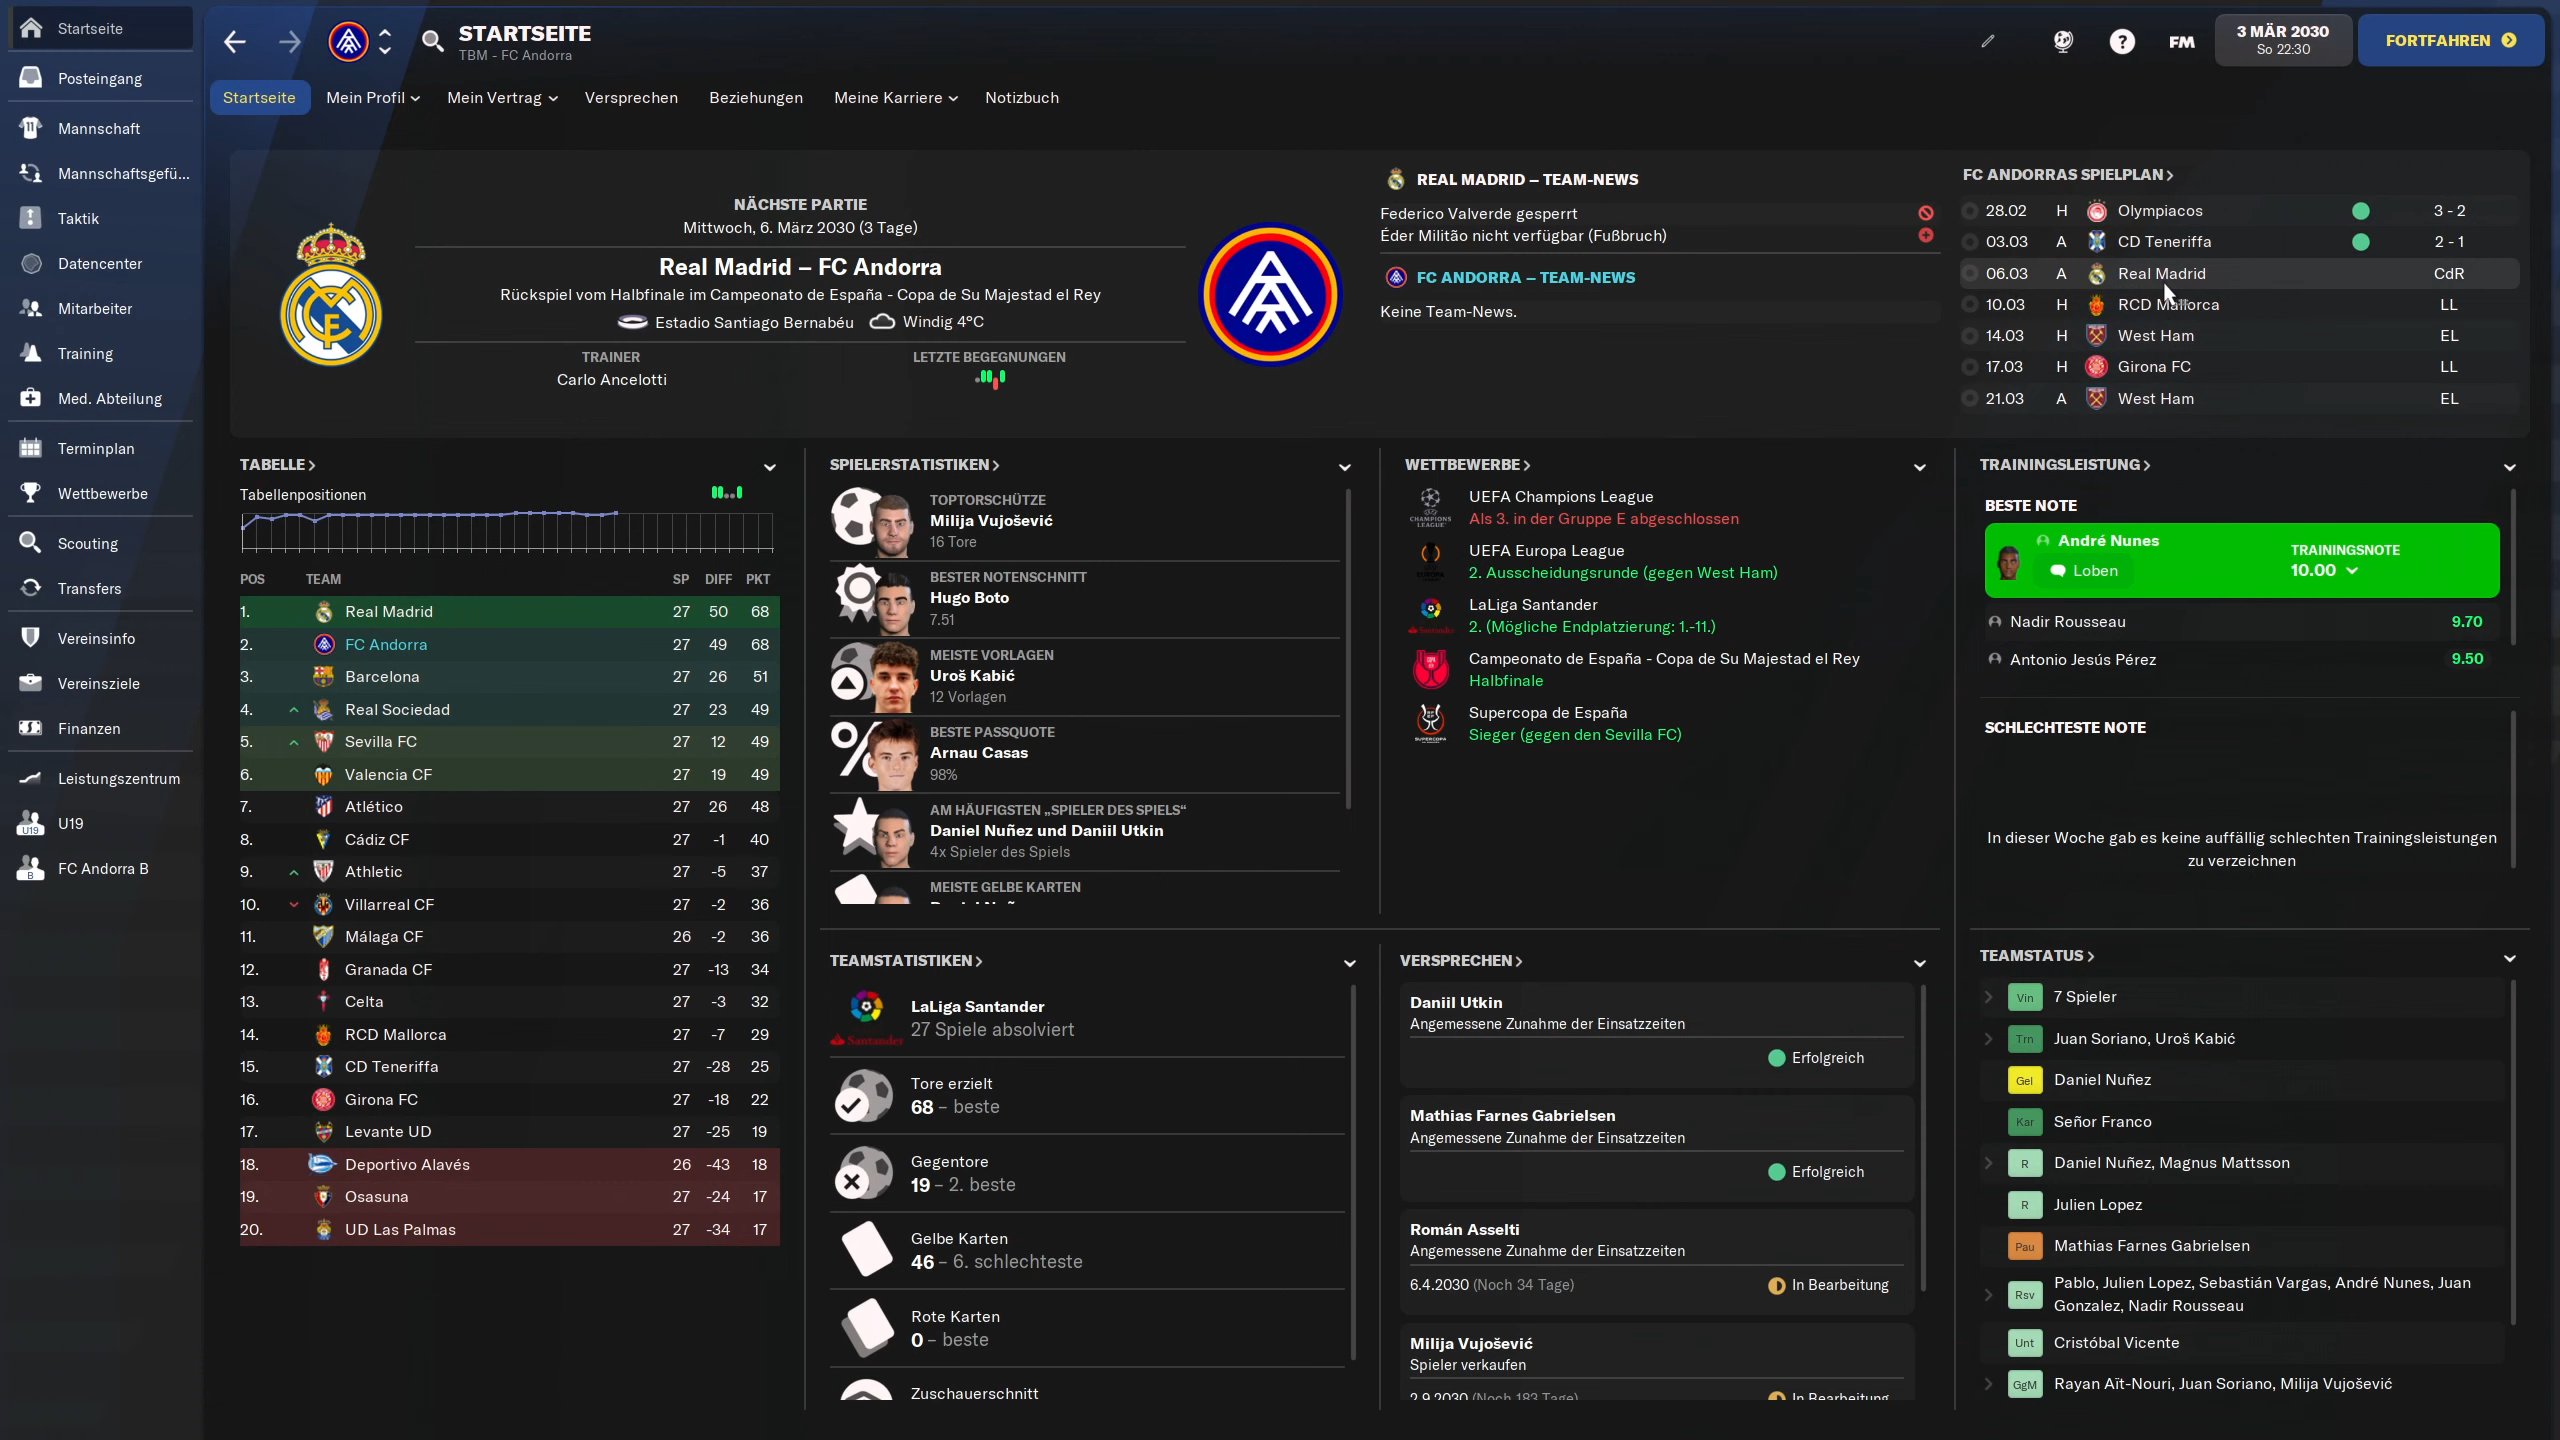 Startseite
Posteingang
Mannschaft
Mannschaftsgefü...
Taktik
Datencenter
Mitarbeiter
Training
Med. Abteilung
Terminplan
Wettbewerbe
Scouting
Transfers
Vereinsinfo
Vereinsziele
Finanzen
Leistungszentrum
U19
U19
B
FC Andorra B
STARTSEITE
TBM - FC Andorra
FM
3 MÄR 2030
So 22:30
FORTFAHREN
Startseite
Mein Profil
Mein Vertrag
Versprechen
Beziehungen
Meine Karriere
Notizbuch
NÄCHSTE PARTIE
Mittwoch, 6. März 2030 (3 Tage)
Real Madrid – FC Andorra
Rückspiel vom Halbfinale im Campeonato de España - Copa de Su Majestad el Rey
Estadio Santiago Bernabéu Windig 4°C
TRAINER
Carlo Ancelotti
LETZTE BEGEGNUNGEN
REAL MADRID – TEAM-NEWS
Federico Valverde gesperrt
Éder Militão nicht verfügbar (Fußbruch)
FC ANDORRA – TEAM-NEWS
Keine Team-News.
FC ANDORRAS SPIELPLAN
28.02 H Olympiacos 3 - 2
03.03 A CD Teneriffa 2 - 1
06.03 A Real Madrid CdR
10.03 H RCD Mallorca LL
14.03 H West Ham EL
17.03 H Girona FC LL
21.03 A West Ham EL
TABELLE
Tabellenpositionen
POS TEAM SP DIFF PKT
1. Real Madrid 27 50 68
2. FC Andorra 27 49 68
3. Barcelona 27 26 51
4. Real Sociedad 27 23 49
5. Sevilla FC 27 12 49
6. Valencia CF 27 19 49
7. Atlético 27 26 48
8. Cádiz CF 27 -1 40
9. Athletic 27 -5 37
10. Villarreal CF 27 -2 36
11. Málaga CF 26 -2 36
12. Granada CF 27 -13 34
13. Celta 27 -3 32
14. RCD Mallorca 27 -7 29
15. CD Teneriffa 27 -28 25
16. Girona FC 27 -18 22
17. Levante UD 27 -25 19
18. Deportivo Alavés 26 -43 18
19. Osasuna 27 -24 17
20. UD Las Palmas 27 -34 17
SPIELERSTATISTIKEN
TOPTORSCHÜTZE
Milija Vujošević
16 Tore
BESTER NOTENSCHNITT
Hugo Boto
7.51
MEISTE VORLAGEN
Uroš Kabić
12 Vorlagen
BESTE PASSQUOTE
Arnau Casas
98%
AM HÄUFIGSTEN „SPIELER DES SPIELS“
Daniel Nuñez und Daniil Utkin
4x Spieler des Spiels
MEISTE GELBE KARTEN
WETTBEWERBE
CHAMPIONS LEAGUE
UEFA Champions League
Als 3. in der Gruppe E abgeschlossen
UEFA Europa League
2. Ausscheidungsrunde (gegen West Ham)
LaLiga Santander
2. (Mögliche Endplatzierung: 1.-11.)
Campeonato de España - Copa de Su Majestad el Rey
Halbfinale
Supercopa de España
Sieger (gegen den Sevilla FC)
TRAININGSLEISTUNG
BESTE NOTE
André Nunes
Loben
TRAININGSNOTE
10.00
Nadir Rousseau 9.70
Antonio Jesús Pérez 9.50
SCHLECHTESTE NOTE
In dieser Woche gab es keine auffällig schlechten Trainingsleistungen
zu verzeichnen
TEAMSTATISTIKEN
Santander
LaLiga Santander
27 Spiele absolviert
Tore erzielt
68 – beste
Gegentore
19 – 2. beste
Gelbe Karten
46 – 6. schlechteste
Rote Karten
0 – beste
Zuschauerschnitt
VERSPRECHEN
Daniil Utkin
Angemessene Zunahme der Einsatzzeiten
Erfolgreich
Mathias Farnes Gabrielsen
Angemessene Zunahme der Einsatzzeiten
Erfolgreich
Román Asselti
Angemessene Zunahme der Einsatzzeiten
6.4.2030 (Noch 34 Tage) In Bearbeitung
Milija Vujošević
Spieler verkaufen
2.9.2030 (Noch 183 Tage) In Bearbeitung
TEAMSTATUS
Vin 7 Spieler
Trn Juan Soriano, Uroš Kabić
Gel Daniel Nuñez
Kar Señor Franco
R Daniel Nuñez, Magnus Mattsson
R Julien Lopez
Pau Mathias Farnes Gabrielsen
Rsv Pablo, Julien Lopez, Sebastián Vargas, André Nunes, Juan
Gonzalez, Nadir Rousseau
Unt Cristóbal Vicente
GgM Rayan Aït-Nouri, Juan Soriano, Milija Vujošević